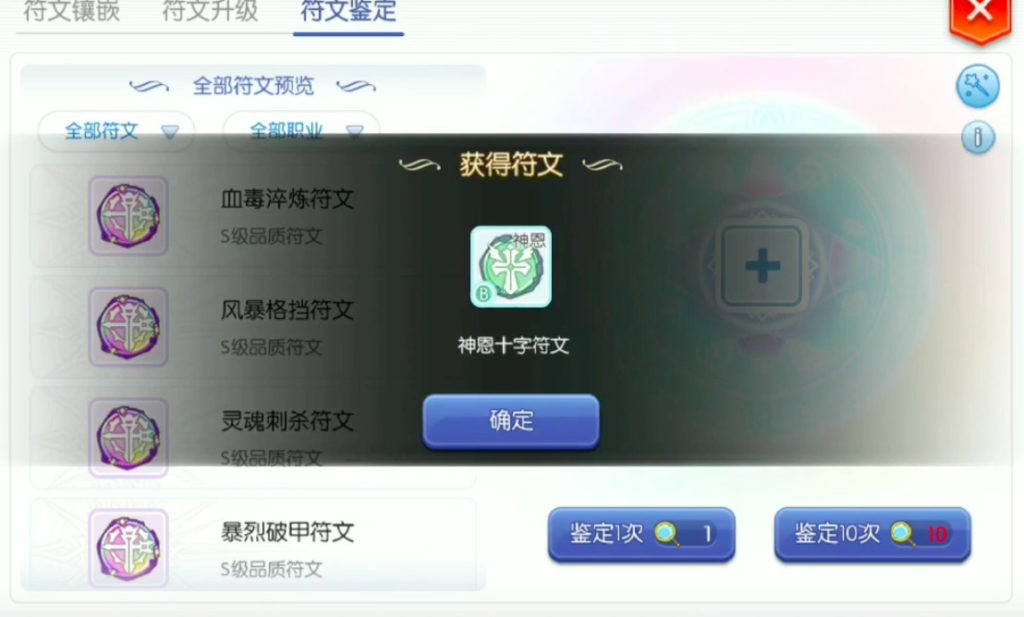 符文镶嵌 符文升级 符文鉴定
全部符文预览
全部符文 全部职业
获得符文
血毒淬炼符文
S级品质符文
神恩
B
神恩十字符文
风暴格挡符文
S级品质符文
灵魂刺杀符文
S级品质符文
确定
暴烈破甲符文
S级品质符文
鉴定1次 1
鉴定10次 10